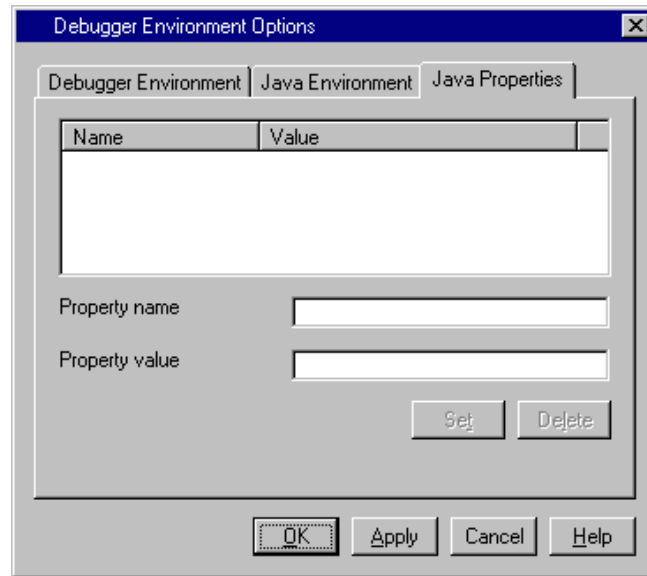 Debugger Environment Options
Debugger Environment Java Environment Java Properties
Name Value
Property name
Property value
Set Delete
OK Apply Cancel Help